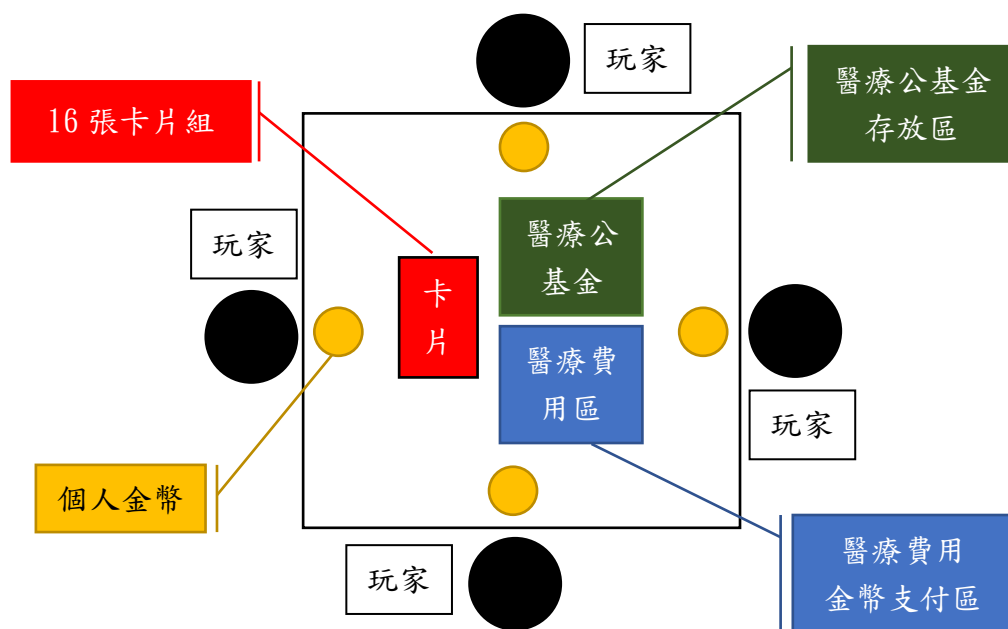 玩家
16 張卡片組
醫療公基金
存放區
玩家
醫療公
基金
卡
片
醫療費
用區
玩家
個人金幣
玩家
醫療費用
金幣支付區